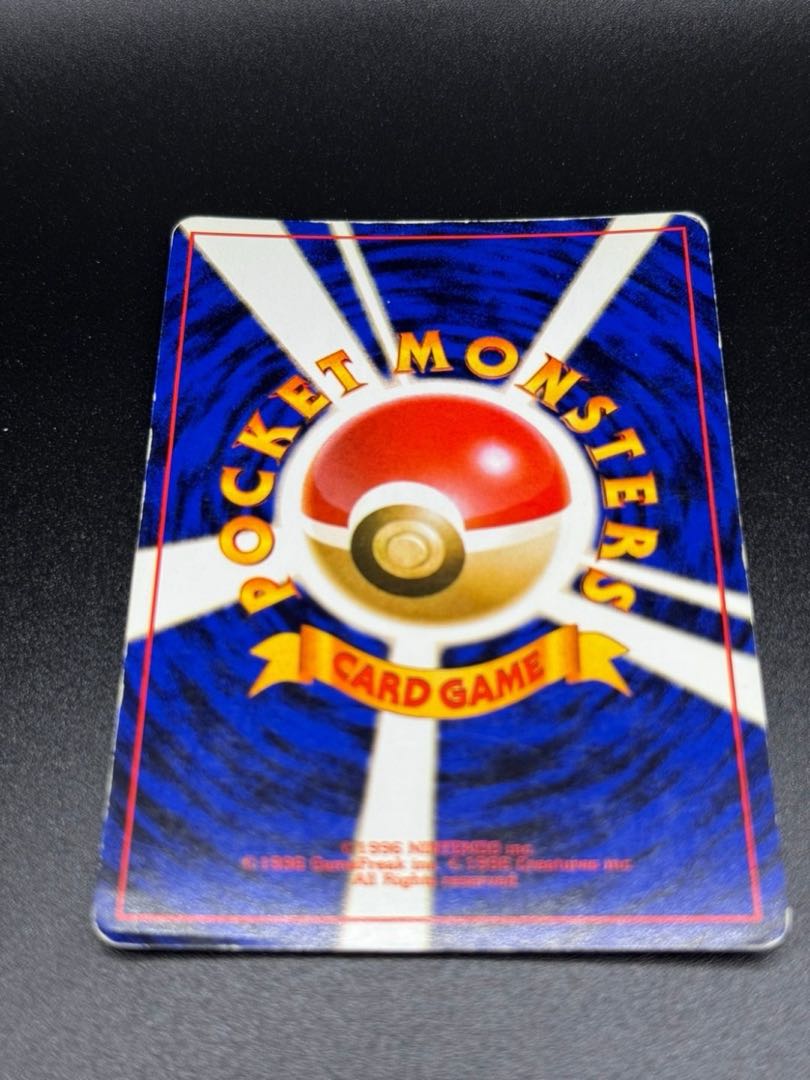 POCKET MONSTERS
CARD GAME
©1996 NINTENDO inc.
©1996 GameFreak inc. ©1996 Creatures inc.
All Rights reserved.